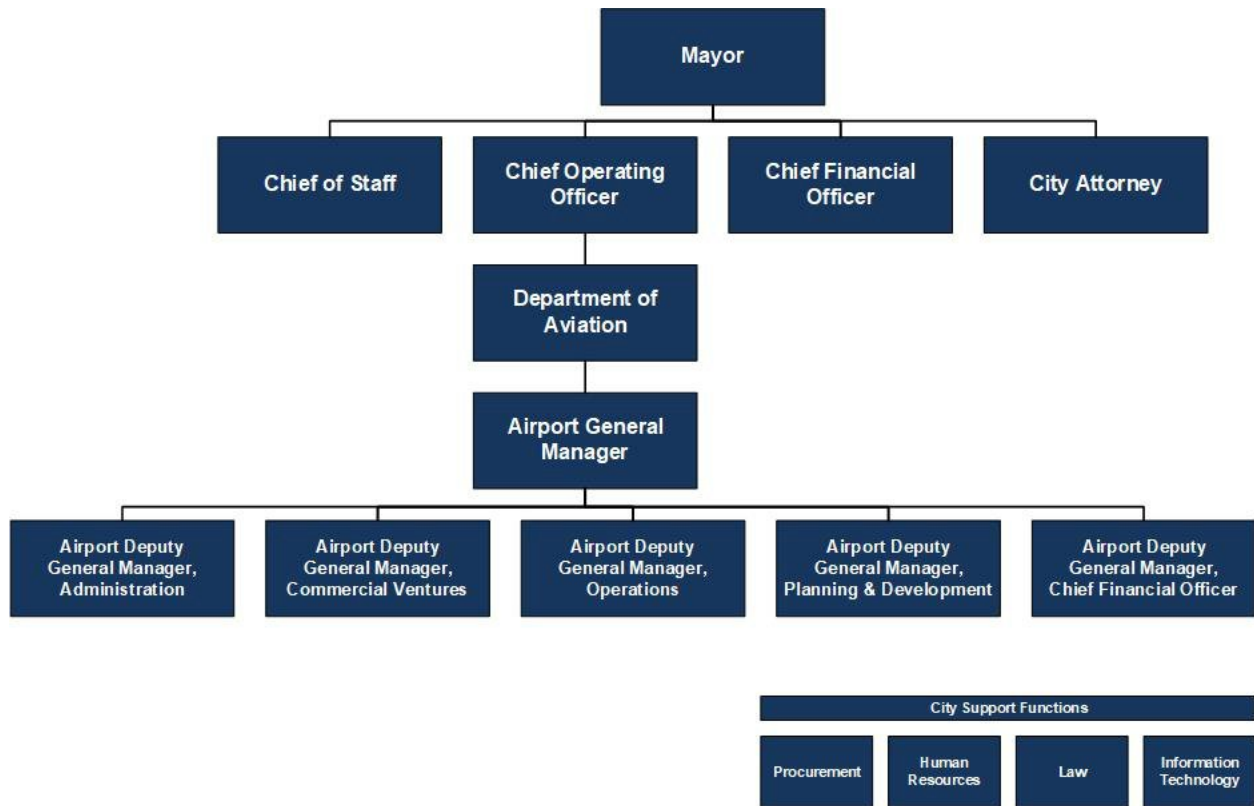 Mayor
Chief of Staff
Chief Operating
Officer
Chief Financial
Officer
City Attorney
Department of
Aviation
Airport General
Manager
Airport Deputy
General Manager,
Administration
Airport Deputy
General Manager,
Commercial Ventures
Airport Deputy
General Manager,
Operations
Airport Deputy
General Manager,
Planning & Development
Airport Deputy
General Manager,
Chief Financial Officer
City Support Functions
Procurement
Human
Resources
Law
Information
Technology